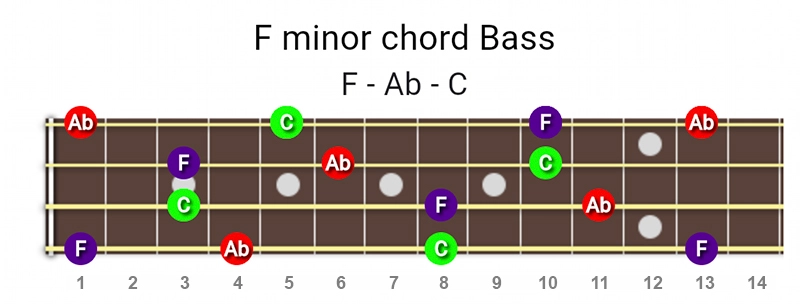 F minor chord Bass
F - Ab - C
Ab C F Ab
F Ab C
C F Ab
F Ab C F
1 2 3 4 5 6 7 8 9 10 11 12 13 14